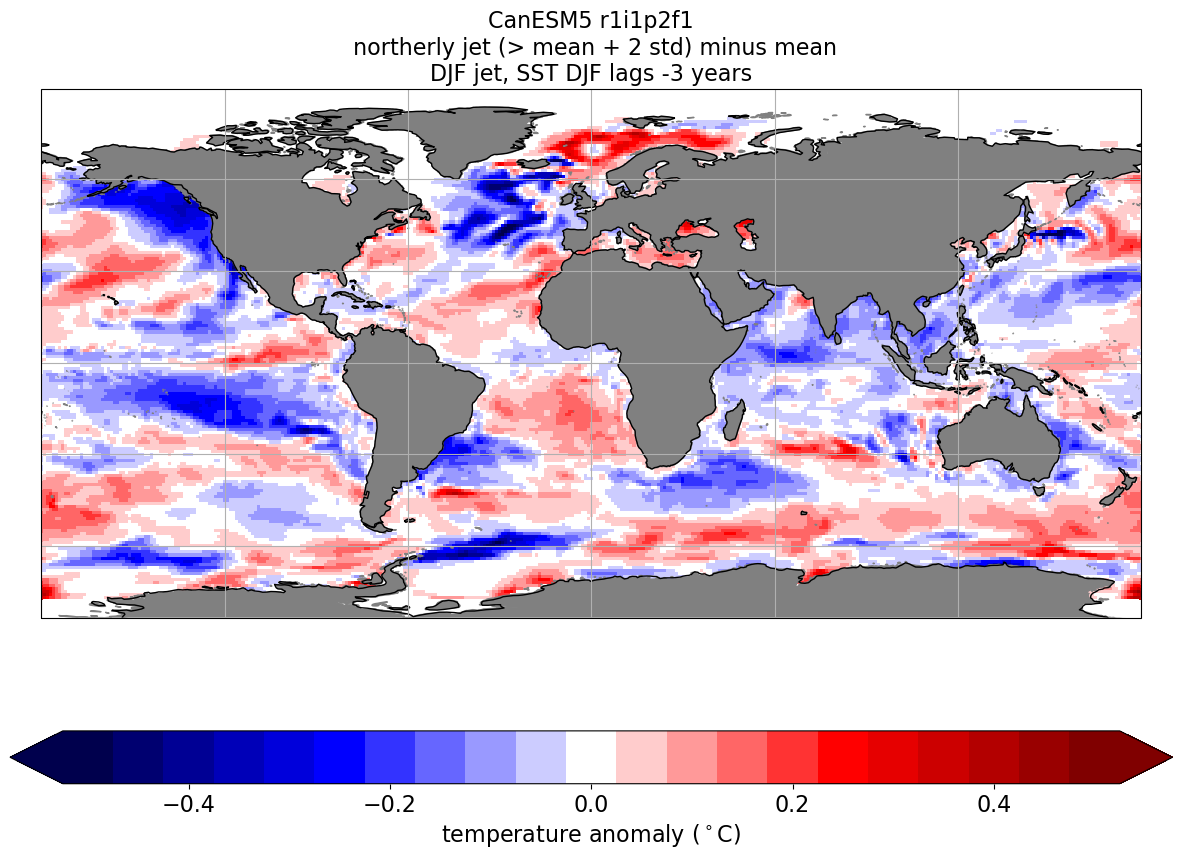 CanESM5 r1i1p2f1
northerly jet (> mean + 2 std) minus mean
DJF jet, SST DJF lags -3 years
−0.4 −0.2 0.0 0.2 0.4
temperature anomaly (°C)